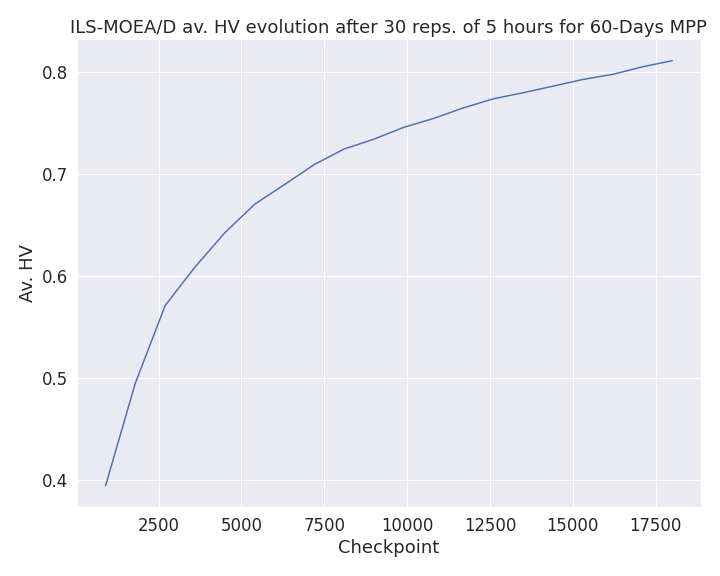 ILS-MOEA/D av. HV evolution after 30 reps. of 5 hours for 60-Days MPP
0.8
0.7
0.6
0.5
0.4
Av. HV
2500 5000 7500 10000 12500 15000 17500
Checkpoint